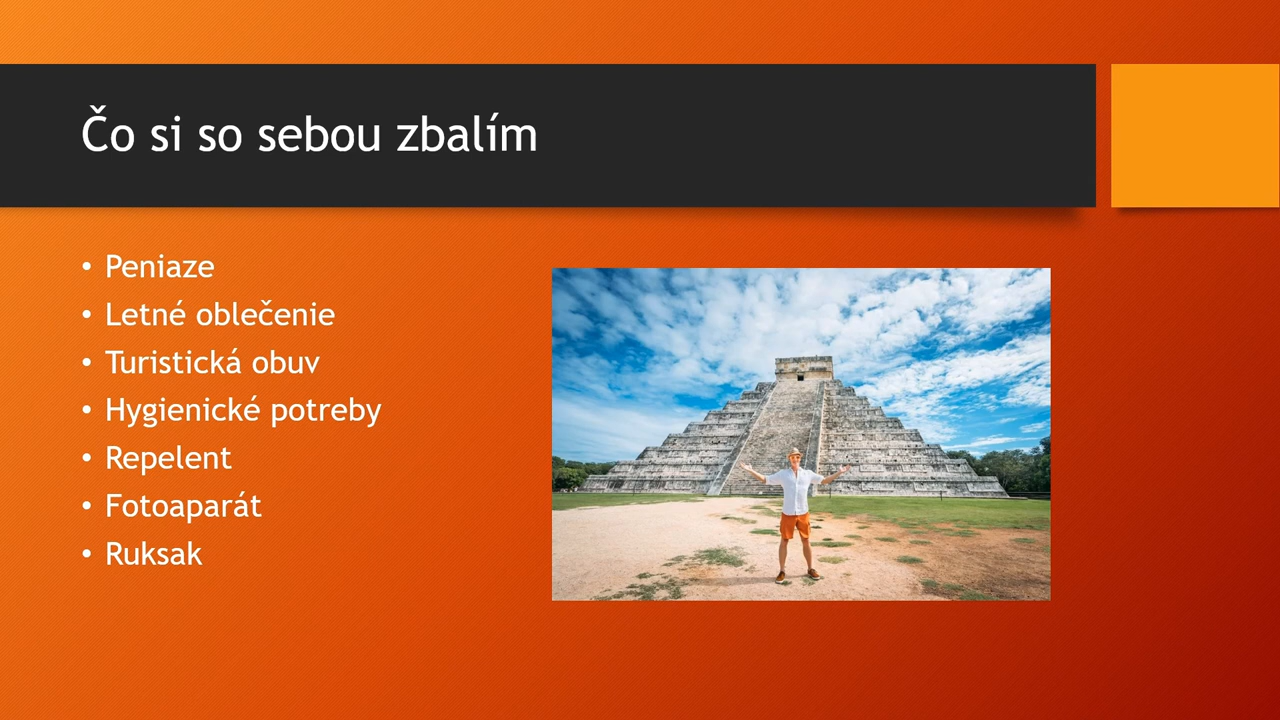 Čo si so sebou zbalím
• Peniaze
• Letné oblečenie
• Turistická obuv
• Hygienické potreby
• Repelent
• Fotoaparát
• Ruksak